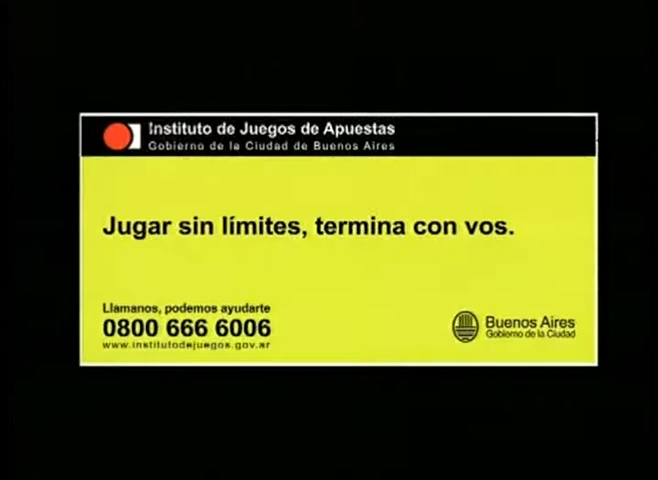 Instituto de Juegos de Apuestas
Gobierno de la Ciudad de Buenos Aires
Jugar sin límites, termina con vos.
Llamanos, podemos ayudarte
0800 666 6006
www.institutodejuegos.gov.ar
Buenos Aires
Gobierno de la Ciudad